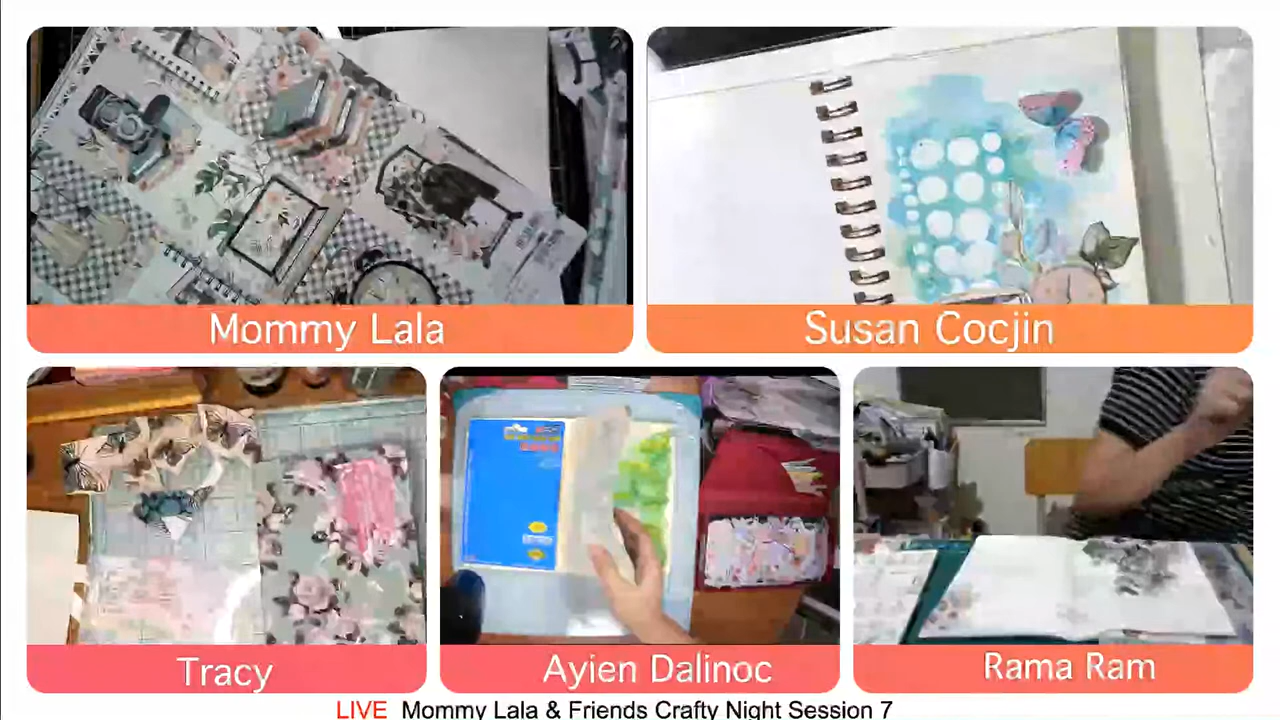 Mommy Lala
Susan Cocjin
Tracy
Ayien Dalinoc
Rama Ram
LIVE Mommy Lala & Friends Crafty Night Session 7